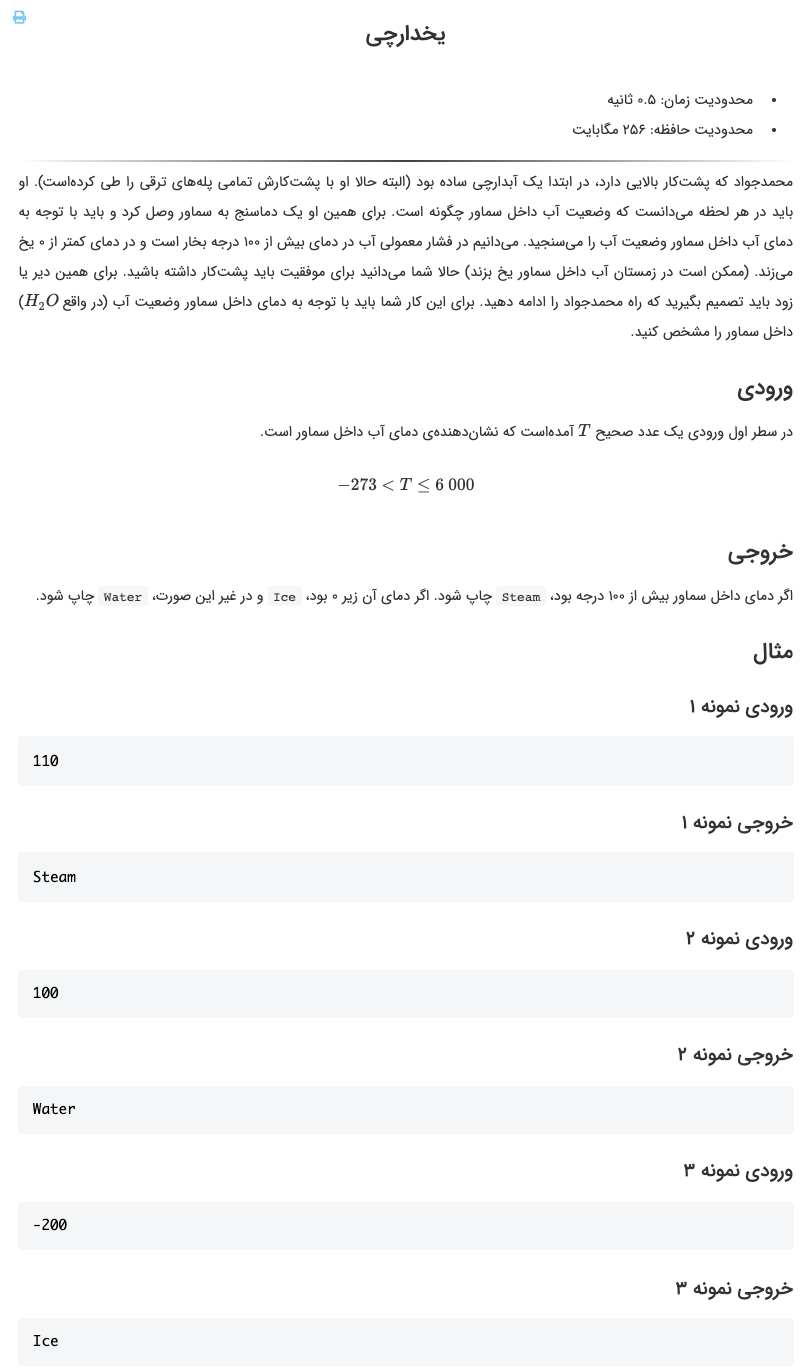 یخدارچی
محدودیت زمان: ۰.۵ ثانیه
محدودیت حافظه: ۲۵۶ مگابایت
محمدجواد که پشت‌کار بالایی دارد، در ابتدا یک آبدارچی ساده بود (البته حالا او با پشت‌کارش تمامی پله‌های ترقی را طی کرده‌است). او
باید در هر لحظه می‌دانست که وضعیت آب داخل سماور چگونه است. برای همین او یک دماسنج به سماور وصل کرد و باید با توجه به
دمای آب داخل سماور وضعیت آب را می‌سنجید. می‌دانیم در فشار معمولی آب در دمای بیش از ۱۰۰ درجه بخار است و در دمای کمتر از ۰ یخ
می‌زند. (ممکن است در زمستان آب داخل سماور یخ بزند) حالا شما می‌دانید برای موفقیت باید پشت‌کار داشته باشید. برای همین دیر یا
زود باید تصمیم بگیرید که راه محمدجواد را ادامه دهید. برای این کار شما باید با توجه به دمای داخل سماور وضعیت آب (در واقع H₂O)
داخل سماور را مشخص کنید.
ورودی
در سطر اول ورودی یک عدد صحیح T آمده‌است که نشان‌دهنده‌ی دمای آب داخل سماور است.
−273 < T ≤ 6 000
خروجی
اگر دمای داخل سماور بیش از ۱۰۰ درجه بود، Steam چاپ شود. اگر دمای آن زیر ۰ بود، Ice و در غیر این صورت، Water چاپ شود.
مثال
ورودی نمونه ۱
110
خروجی نمونه ۱
Steam
ورودی نمونه ۲
100
خروجی نمونه ۲
Water
ورودی نمونه ۳
-200
خروجی نمونه ۳
Ice